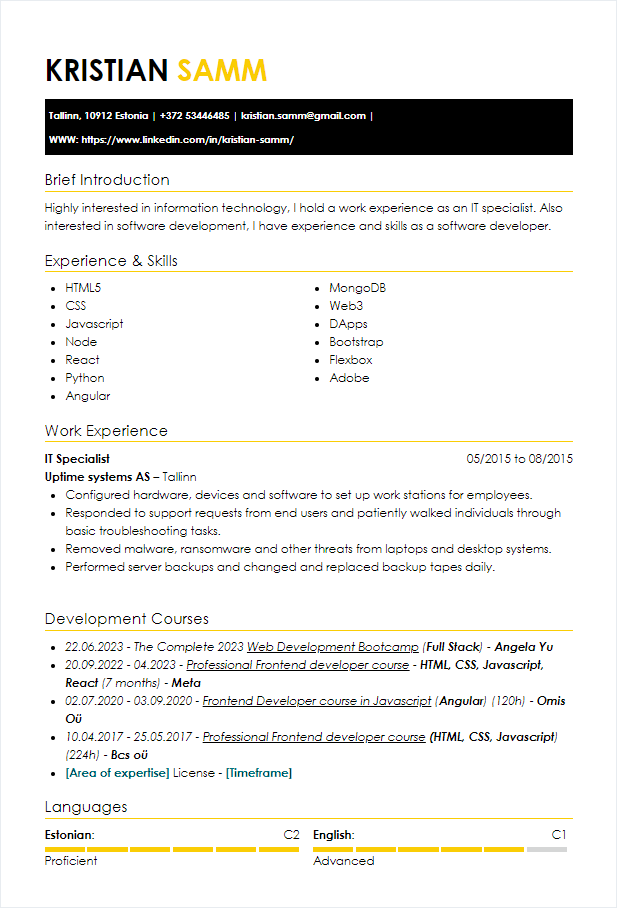 KRISTIAN SAMM
Tallinn, 10912 Estonia | +372 53446485 | kristian.samm@gmail.com |
WWW: https://www.linkedin.com/in/kristian-samm/
Brief Introduction
Highly interested in information technology, I hold a work experience as an IT specialist. Also
interested in software development, I have experience and skills as a software developer.
Experience & Skills
• HTML5
• CSS
• Javascript
• Node
• React
• Python
• Angular
• MongoDB
• Web3
• DApps
• Bootstrap
• Flexbox
• Adobe
Work Experience
IT Specialist 05/2015 to 08/2015
Uptime systems AS – Tallinn
• Configured hardware, devices and software to set up work stations for employees.
• Responded to support requests from end users and patiently walked individuals through
basic troubleshooting tasks.
• Removed malware, ransomware and other threats from laptops and desktop systems.
• Performed server backups and changed and replaced backup tapes daily.
Development Courses
• 22.06.2023 - The Complete 2023 Web Development Bootcamp (Full Stack) - Angela Yu
• 20.09.2022 - 04.2023 - Professional Frontend developer course - HTML, CSS, Javascript,
React (7 months) - Meta
• 02.07.2020 - 03.09.2020 - Frontend Developer course in Javascript (Angular) (120h) - Omis
Oü
• 10.04.2017 - 25.05.2017 - Professional Frontend developer course (HTML, CSS, Javascript)
(224h) - Bcs oü
• [Area of expertise] License - [Timeframe]
Languages
Estonian: C2 English: C1
Proficient Advanced